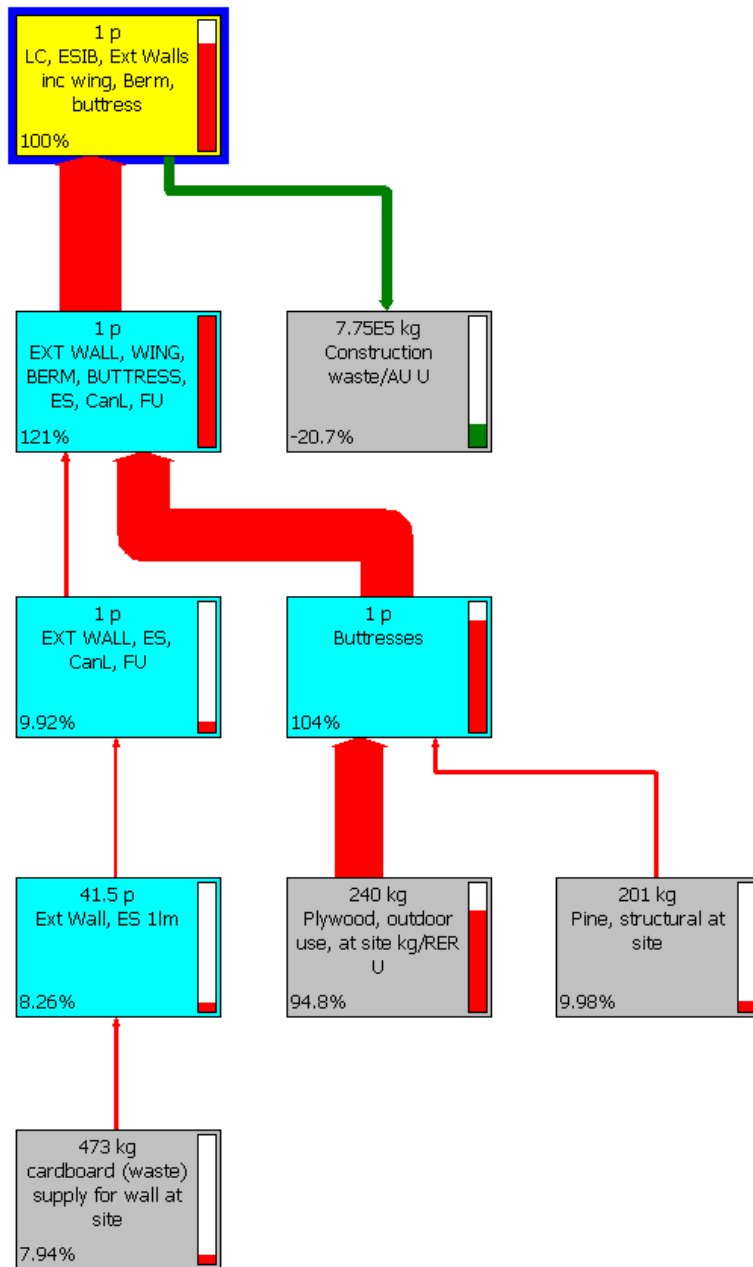 1 p
LC, ESIB, Ext Walls
inc wing, Berm,
buttress
100%
1 p
EXT WALL, WING,
BERM, BUTTRESS,
ES, CanL, FU
121%
7.75E5 kg
Construction
waste/AU U
-20.7%
1 p
EXT WALL, ES,
CanL, FU
9.92%
1 p
Buttresses
104%
41.5 p
Ext Wall, ES 1lm
8.26%
240 kg
Plywood, outdoor
use, at site kg/RER
U
94.8%
201 kg
Pine, structural at
site
9.98%
473 kg
cardboard (waste)
supply for wall at
site
7.94%